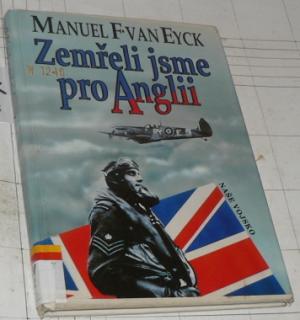 MANUEL F. VAN EYCK
Zemřeli jsme
pro Anglii
NAŠE VOJSKO